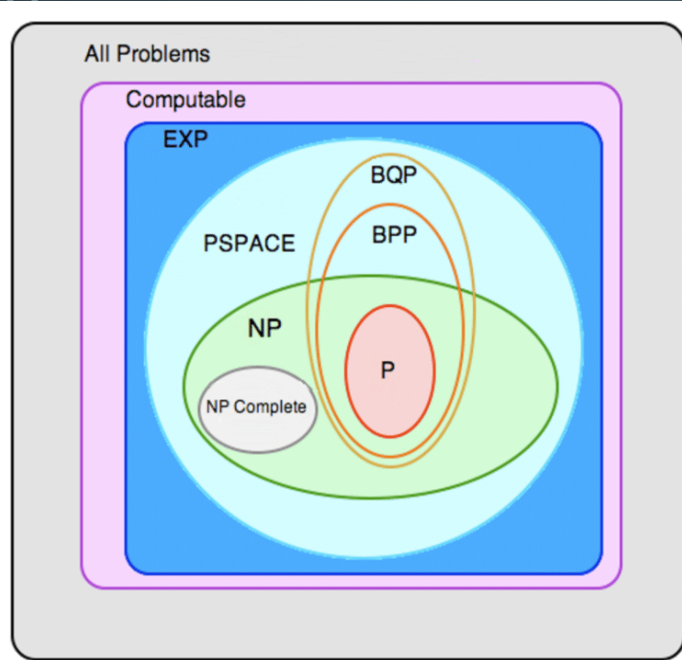 All Problems
Computable
EXP
BQP
BPP
PSPACE
NP
P
NP Complete